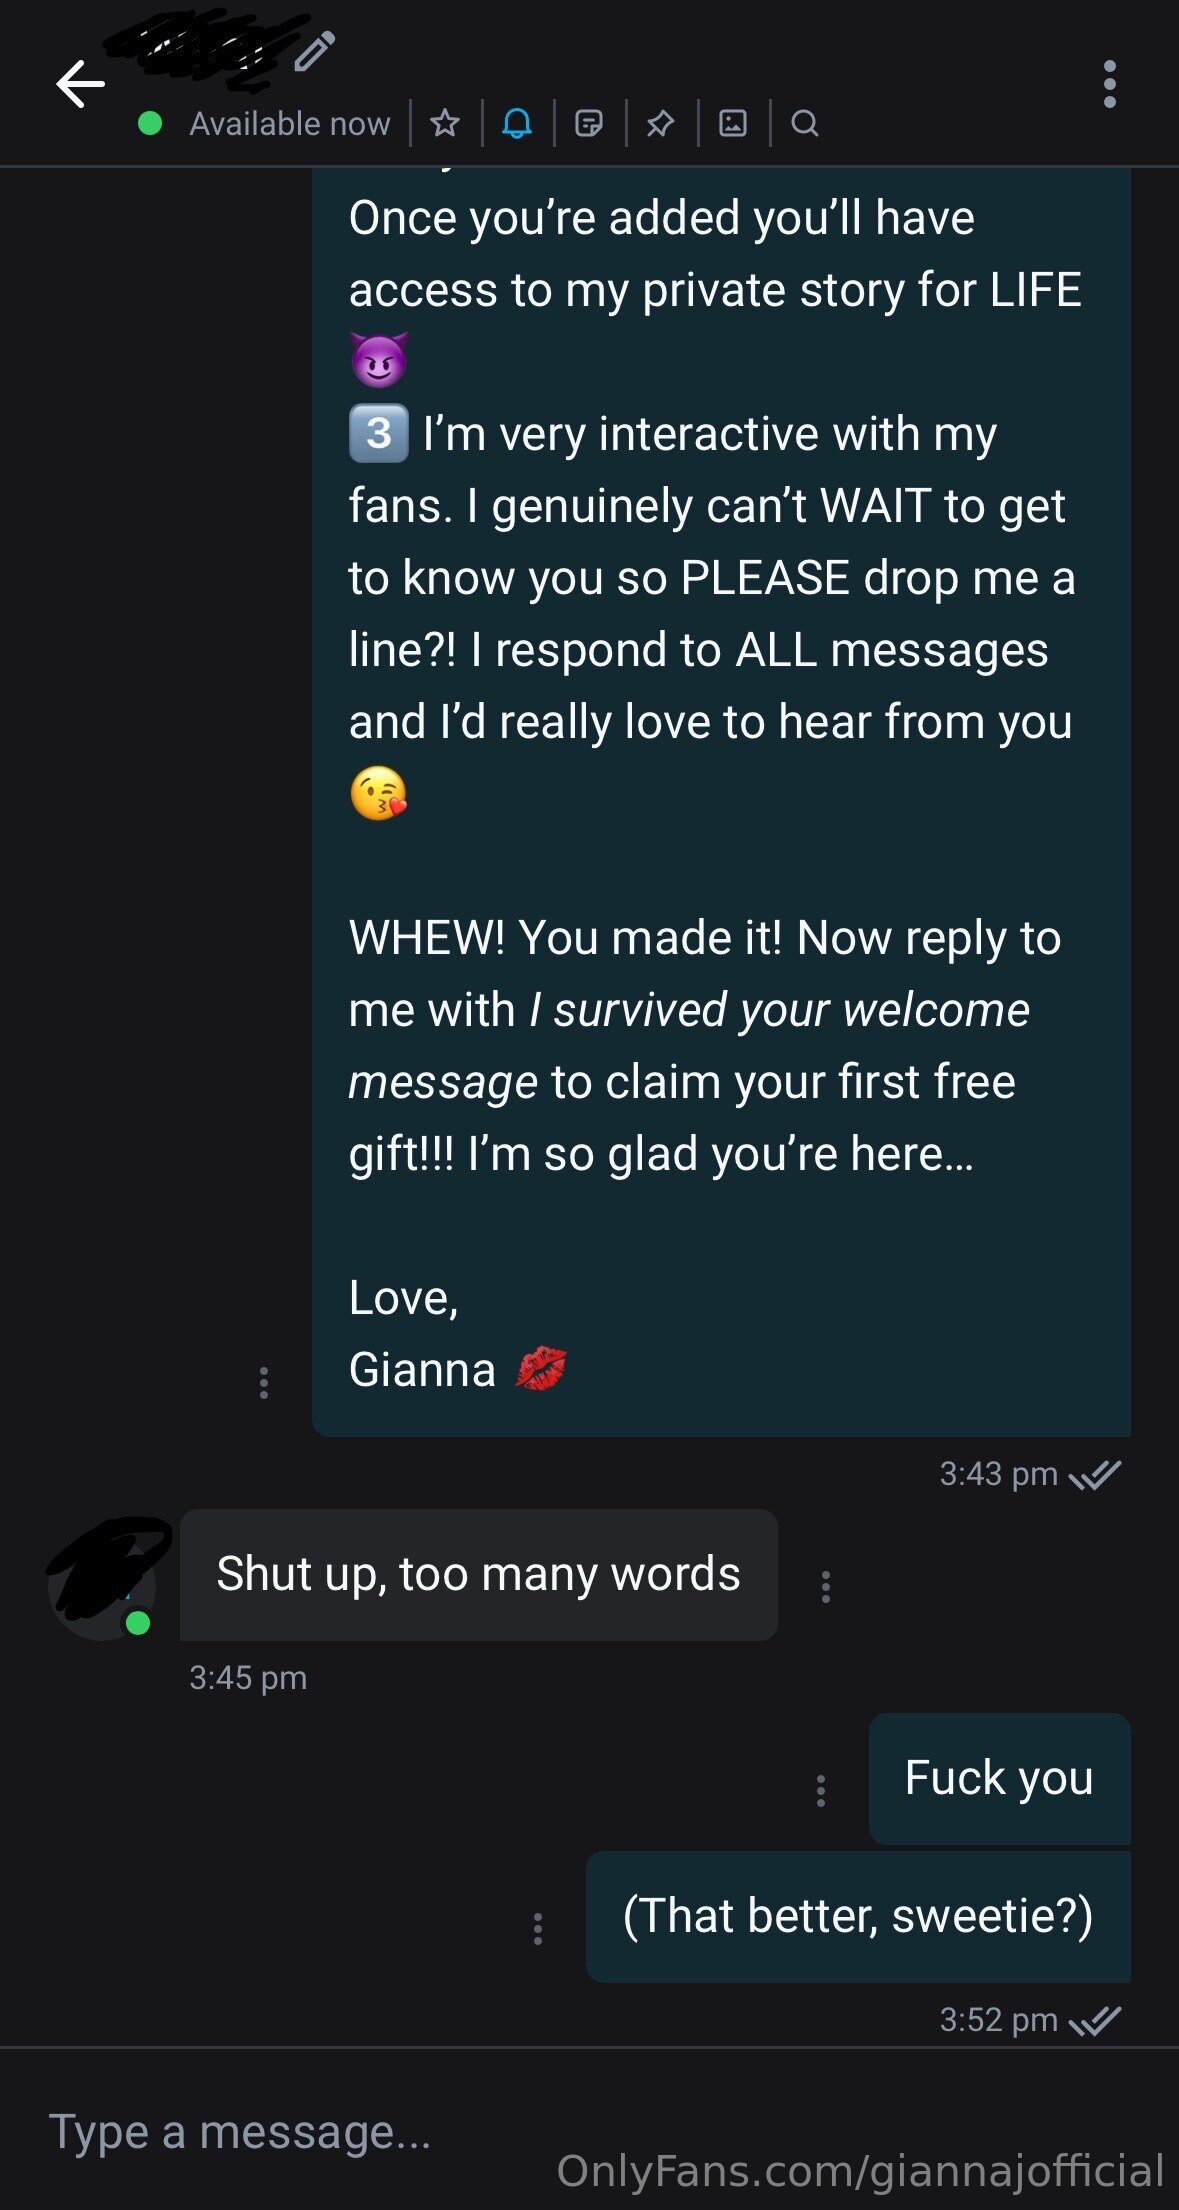 Available now
Once you’re added you’ll have
access to my private story for LIFE
😈
3️⃣ I’m very interactive with my
fans. I genuinely can’t WAIT to get
to know you so PLEASE drop me a
line?! I respond to ALL messages
and I’d really love to hear from you
😘
WHEW! You made it! Now reply to
me with I survived your welcome
message to claim your first free
gift!!! I’m so glad you’re here…
Love,
Gianna 💋
3:43 pm
Shut up, too many words
3:45 pm
Fuck you
(That better, sweetie?)
3:52 pm
Type a message...
OnlyFans.com/giannajofficial